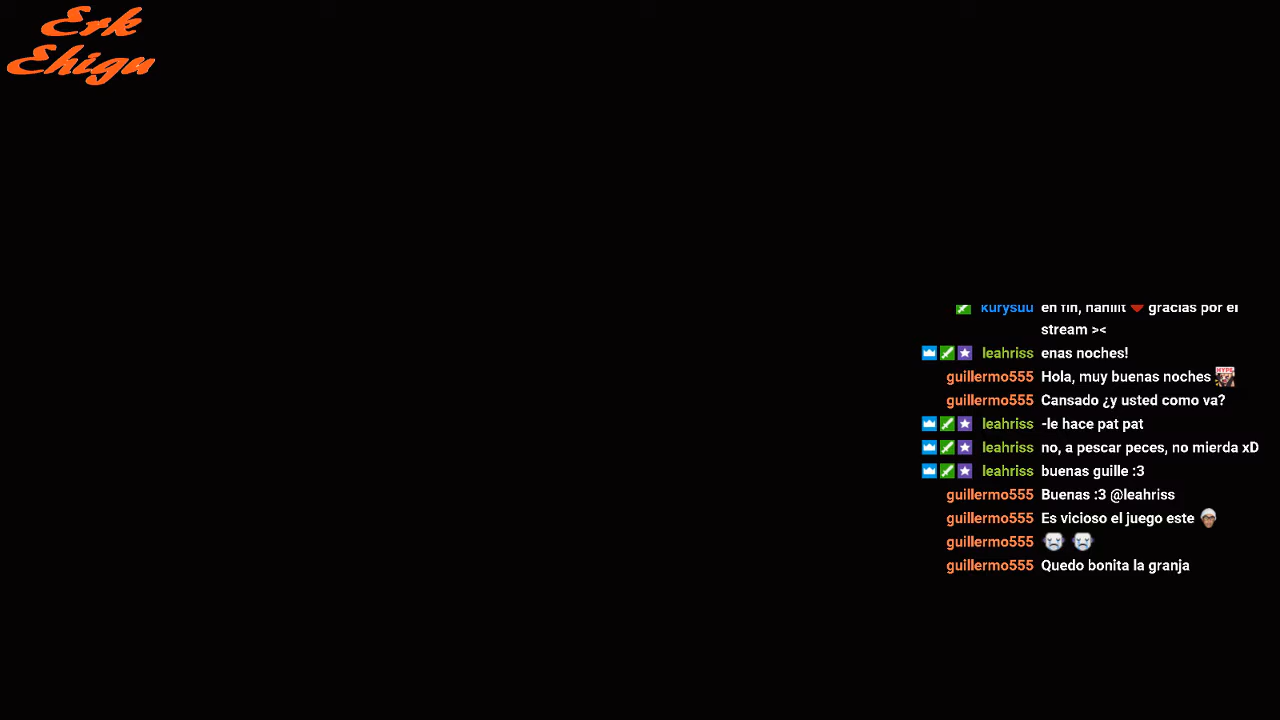 Erk
Ehigu
kurysuu en fin, naniiit gracias por el
stream ><
leahriss enas noches!
guillermo555 Hola, muy buenas noches HYPE
guillermo555 Cansado ¿y usted como va?
leahriss -le hace pat pat
leahriss no, a pescar peces, no mierda xD
leahriss buenas guille :3
guillermo555 Buenas :3 @leahriss
guillermo555 Es vicioso el juego este
guillermo555
guillermo555 Quedo bonita la granja